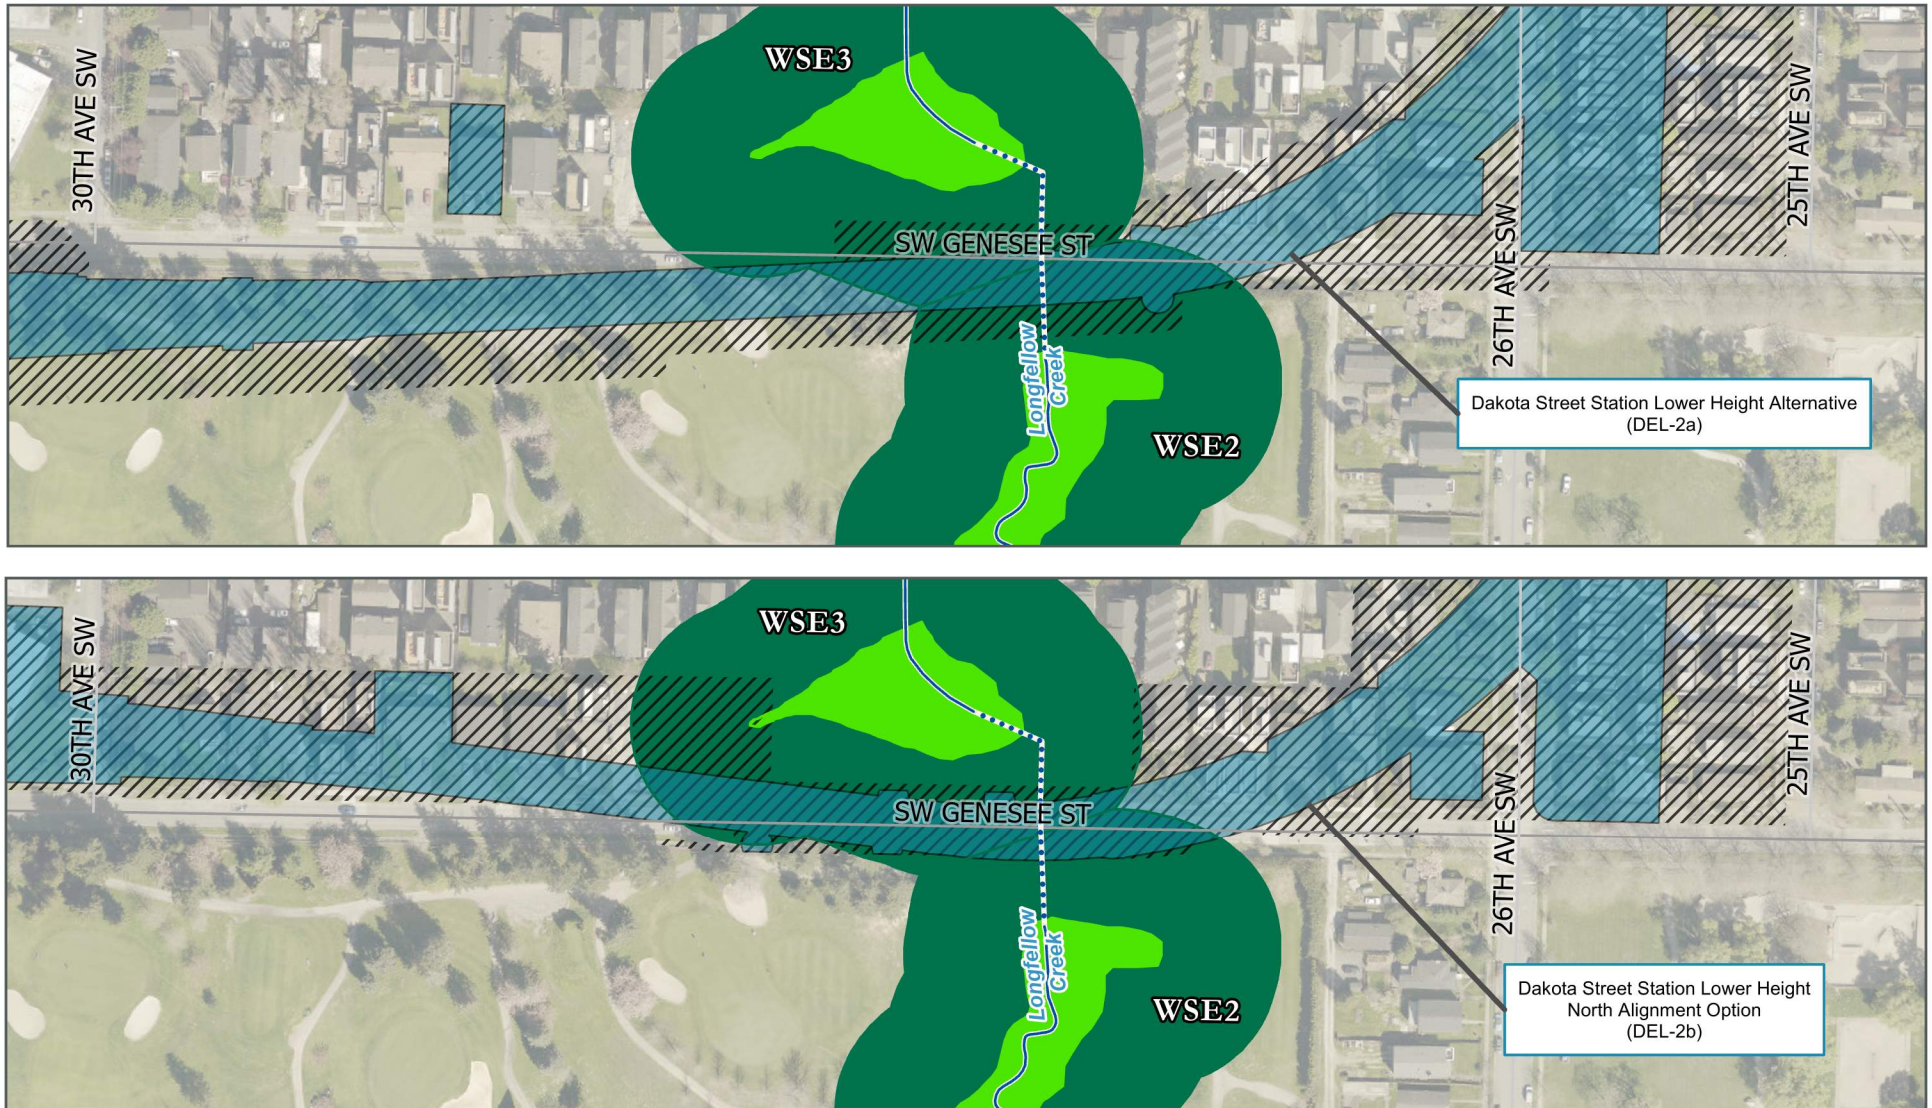 WSE3
30TH AVE SW
25TH AVE SW
SW GENESEE ST
26TH AVE SW
Longfellow
Creek
Dakota Street Station Lower Height Alternative
(DEL-2a)
WSE2
WSE3
30TH AVE SW
25TH AVE SW
SW GENESEE ST
26TH AVE SW
Longfellow
Creek
Dakota Street Station Lower Height
North Alignment Option
(DEL-2b)
WSE2